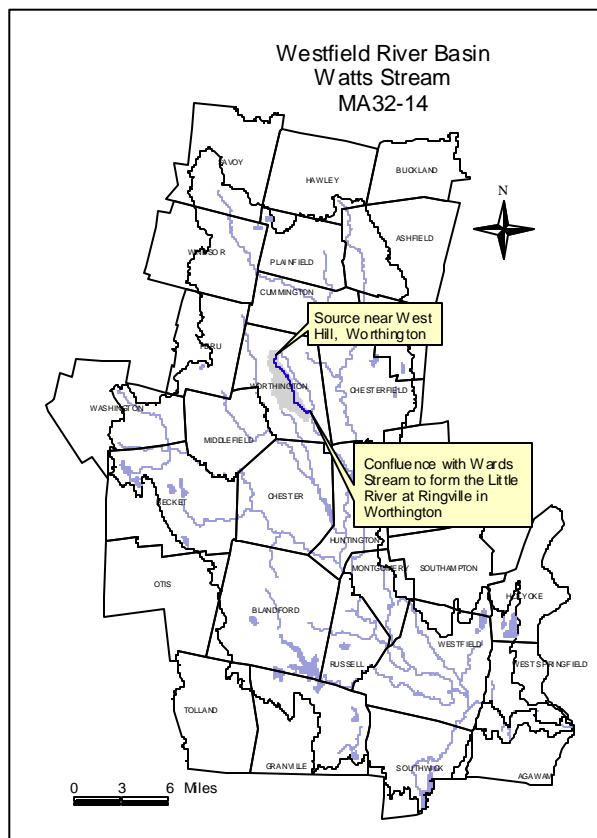 Westfield River Basin
Watts Stream
MA32-14
BUCKLAND
SAVOY
HAWLEY
N
ASHFIELD
WINDSOR
PLAINFIELD
CUMMINGTON
Source near West
Hill, Worthington
PERU
WORTHINGTON
CHESTERFIELD
WASHINGTON
MIDDLEFIELD
Confluence with Wards
Stream to form the Little
River at Ringville in
Worthington
CHESTER
BECKET
HUNTINGTON
MONTGOMERY
SOUTHAMPTON
OTIS
HOLYOKE
BLANDFORD
WESTFIELD
RUSSELL
WEST SPRINGFIELD
TOLLAND
GRANVILLE
SOUTHWICK
AGAWAM
0 3 6 Miles